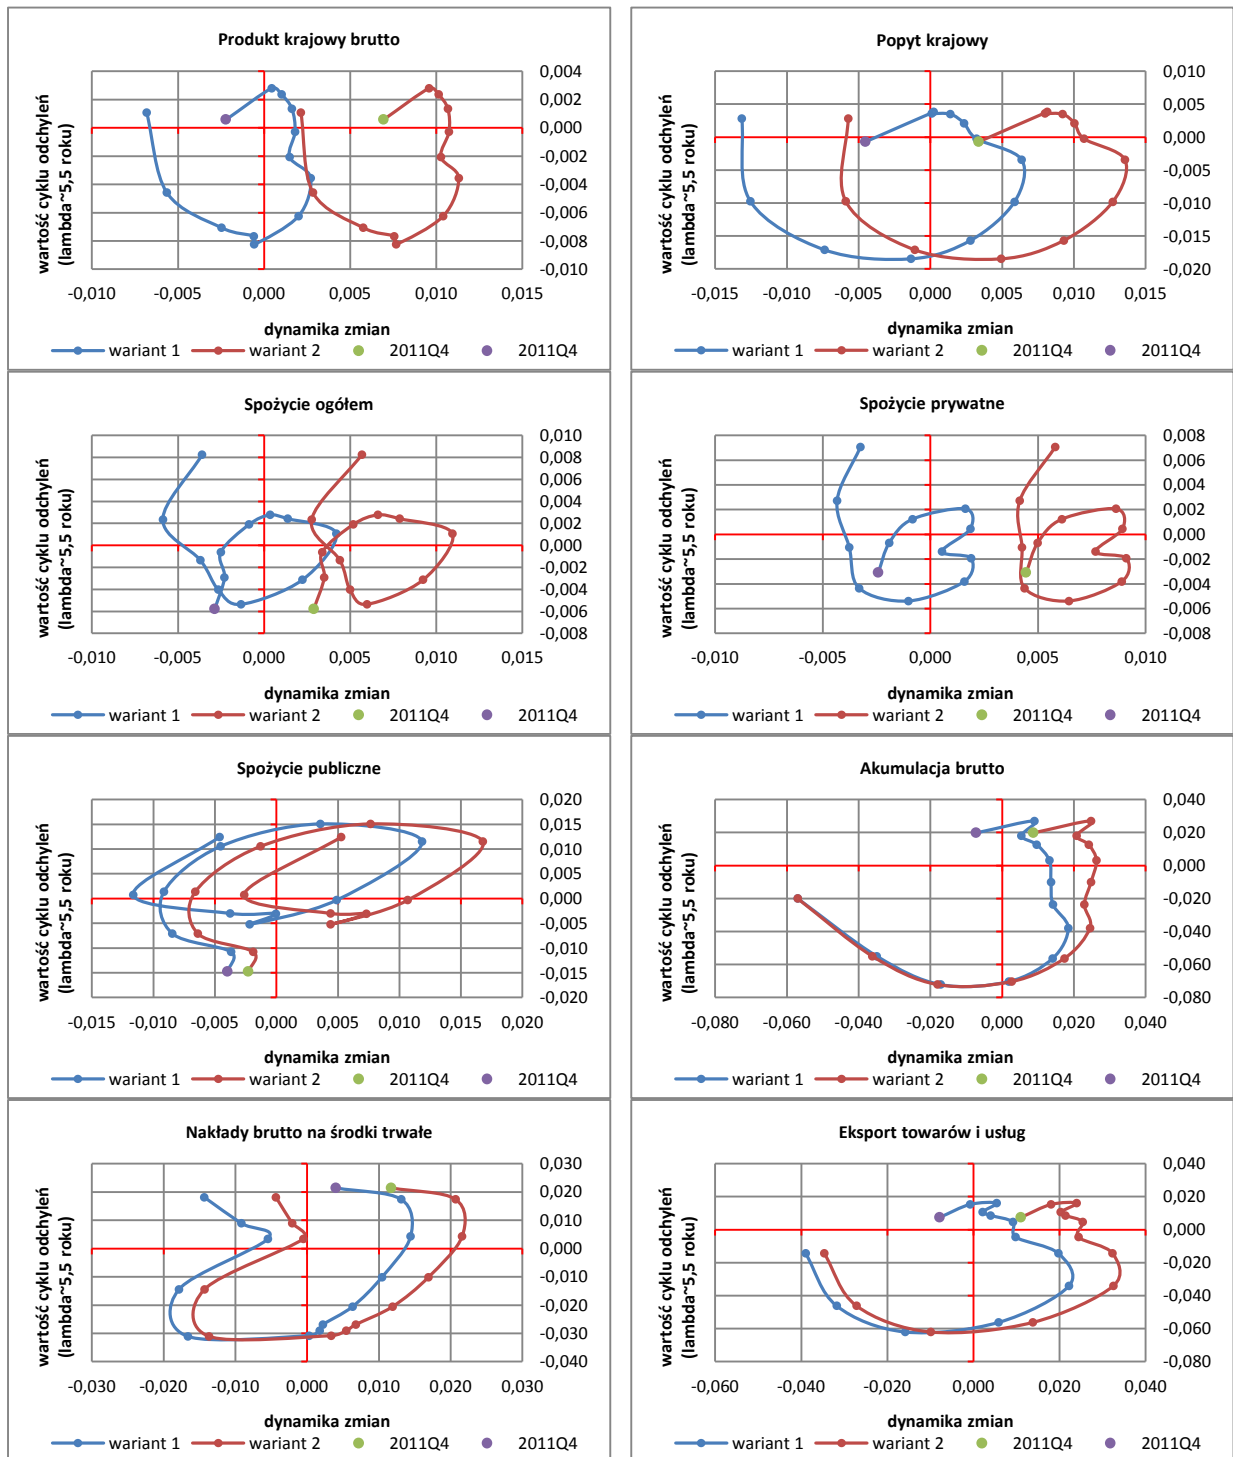 Produkt krajowy brutto
wartość cyklu odchyleń
(lambda~5,5 roku)
0,004
0,002
0,000
-0,002
-0,004
-0,006
-0,008
-0,010
-0,010 -0,005 0,000 0,005 0,010 0,015
dynamika zmian
wariant 1 wariant 2 2011Q4 2011Q4
Popyt krajowy
wartość cyklu odchyleń
(lambda~5,5 roku)
0,010
0,005
0,000
-0,005
-0,010
-0,015
-0,020
-0,015 -0,010 -0,005 0,000 0,005 0,010 0,015
dynamika zmian
wariant 1 wariant 2 2011Q4 2011Q4
Spożycie ogółem
wartość cyklu odchyleń
(lambda~5,5 roku)
0,010
0,008
0,006
0,004
0,002
0,000
-0,002
-0,004
-0,006
-0,008
-0,010 -0,005 0,000 0,005 0,010 0,015
dynamika zmian
wariant 1 wariant 2 2011Q4 2011Q4
Spożycie prywatne
wartość cyklu odchyleń
(lambda~5,5 roku)
0,008
0,006
0,004
0,002
0,000
-0,002
-0,004
-0,006
-0,008
-0,010 -0,005 0,000 0,005 0,010
dynamika zmian
wariant 1 wariant 2 2011Q4 2011Q4
Spożycie publiczne
wartość cyklu odchyleń
(lambda~5,5 roku)
0,020
0,015
0,010
0,005
0,000
-0,005
-0,010
-0,015
-0,020
-0,015 -0,010 -0,005 0,000 0,005 0,010 0,015 0,020
dynamika zmian
wariant 1 wariant 2 2011Q4 2011Q4
Akumulacja brutto
wartość cyklu odchyleń
(lambda~5,5 roku)
0,040
0,020
0,000
-0,020
-0,040
-0,060
-0,080
-0,080 -0,060 -0,040 -0,020 0,000 0,020 0,040
dynamika zmian
wariant 1 wariant 2 2011Q4 2011Q4
Nakłady brutto na środki trwałe
wartość cyklu odchyleń
(lambda~5,5 roku)
0,030
0,020
0,010
0,000
-0,010
-0,020
-0,030
-0,040
-0,030 -0,020 -0,010 0,000 0,010 0,020 0,030
dynamika zmian
wariant 1 wariant 2 2011Q4 2011Q4
Eksport towarów i usług
wartość cyklu odchyleń
(lambda~5,5 roku)
0,040
0,020
0,000
-0,020
-0,040
-0,060
-0,080
-0,060 -0,040 -0,020 0,000 0,020 0,040
dynamika zmian
wariant 1 wariant 2 2011Q4 2011Q4